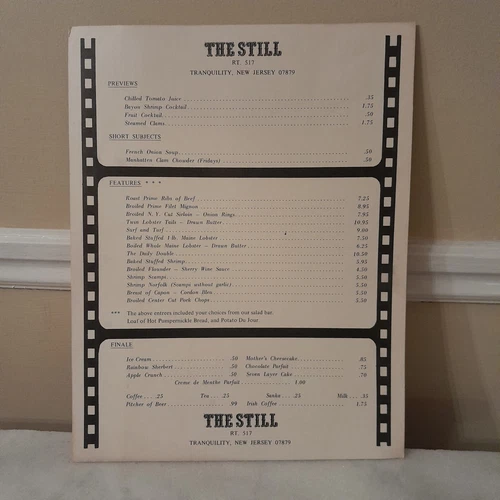 THE STILL
RT. 517
TRANQUILITY, NEW JERSEY 07879
PREVIEWS
Chilled Tomato Juice .35
Bayou Shrimp Cocktail 1.75
Fruit Cocktail .50
Steamed Clams 1.75
SHORT SUBJECTS
French Onion Soup .50
Manhattan Clam Chowder (Fridays) .50
FEATURES * * *
Roast Prime Ribs of Beef 7.25
Broiled Prime Filet Mignon 8.95
Broiled N.Y. Cut Sirloin - Onion Rings 7.95
Twin Lobster Tails - Drawn Butter 10.95
Surf and Turf 9.00
Baked Stuffed 1-lb. Maine Lobster 7.50
Boiled Whole Maine Lobster - Drawn Butter 8.25
The Daily Double 10.50
Baked Stuffed Shrimp 5.95
Breaded Flounder - Sherry Wine Sauce 4.50
Shrimp Scampi 5.50
Shrimp Norfolk (Scampi without garlic) 5.50
Breast of Capon - Cordon Bleu 5.50
Broiled Center Cut Pork Chops 5.50
*** The above entrees included your choices from our salad bar.
Loaf of Hot Pumpernickle Bread, and Potato Du Jour
FINALE
Ice Cream .50 Mother's Cheesecake .85
Rainbow Sherbert .50 Chocolate Parfait .75
Apple Crunch .50 Seven Layer Cake .70
Creme de Menthe Parfait 1.00
Coffee .25 Tea .25 Sanka .25 Milk .35
Pitcher of Beer .99 Irish Coffee 1.75
THE STILL
RT. 517
TRANQUILITY, NEW JERSEY 07879